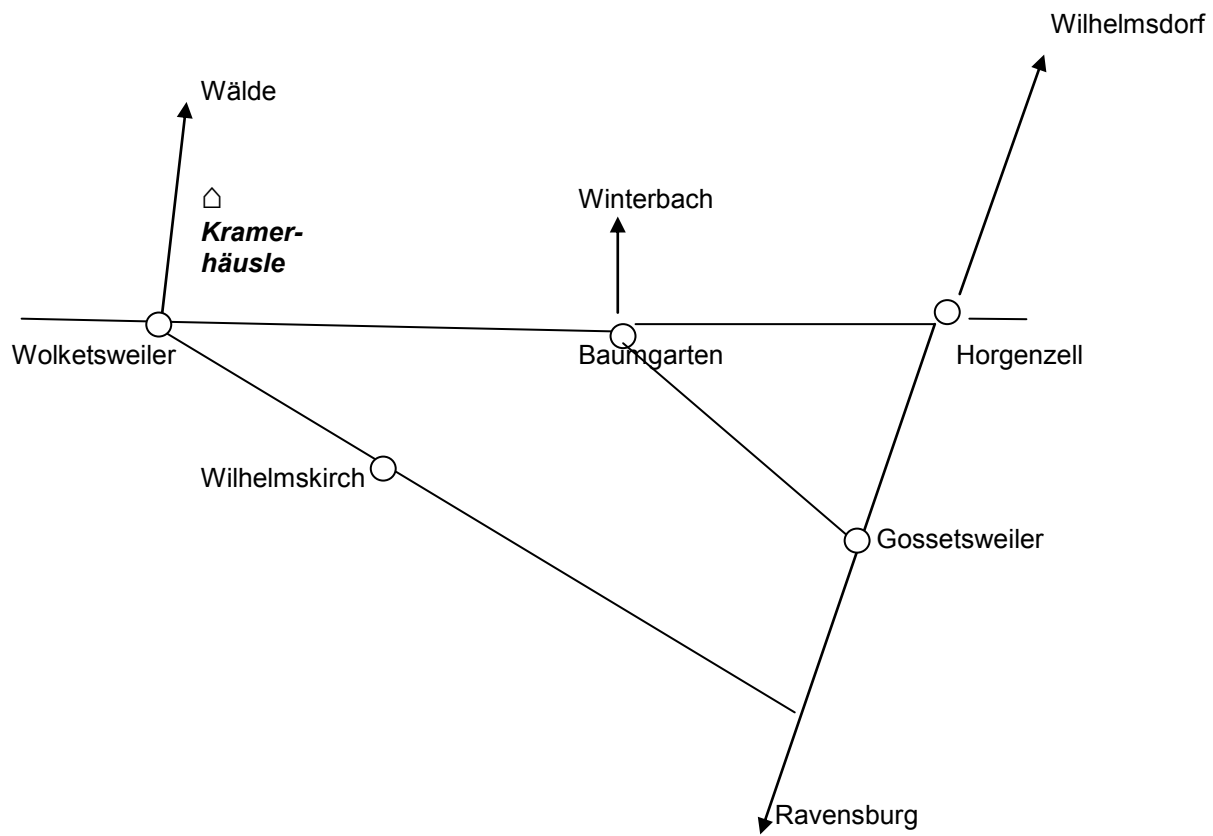 Wilhelmsdorf
Wälde
Winterbach
Kramer-
häusle
Wolketsweiler
Baumgarten
Horgenzell
Wilhelmskirch
Gossetsweiler
Ravensburg